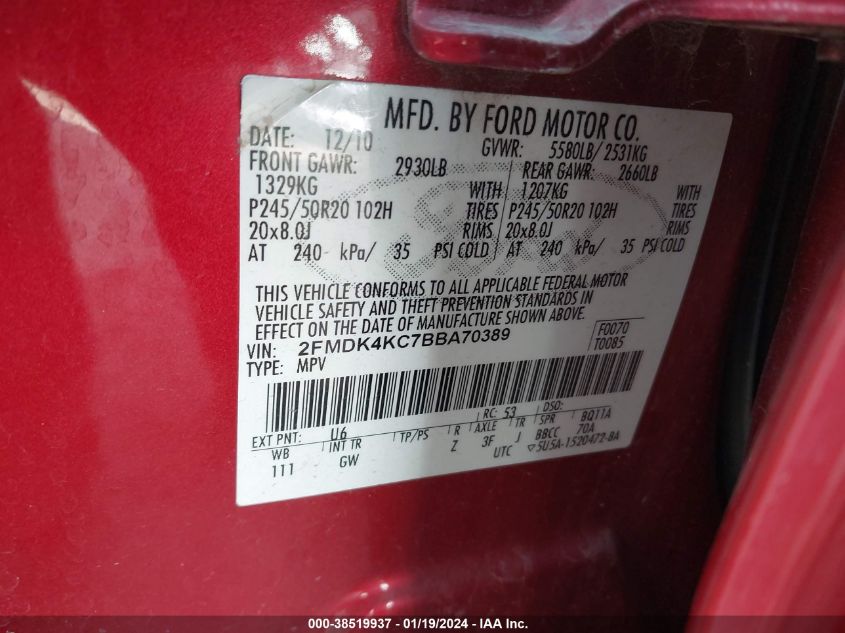 MFD. BY FORD MOTOR CO.
DATE: 12/10 GVWR: 5580LB/2531KG
FRONT GAWR: 2930LB REAR GAWR: 2660LB
1329KG WITH 1207KG WITH
P245/50R20 102H TIRES P245/50R20 102H TIRES
20x8.0J RIMS 20x8.0J RIMS
AT 240 kPa/ 35 PSI COLD AT 240 kPa/ 35 PSI COLD
THIS VEHICLE CONFORMS TO ALL APPLICABLE FEDERAL MOTOR
VEHICLE SAFETY AND THEFT PREVENTION STANDARDS IN
EFFECT ON THE DATE OF MANUFACTURE SHOWN ABOVE.
VIN: 2FMDK4KC7BBA70389 F0070
TYPE: MPV T0085
EXT PNT: U6 RC: 53 DSO:
WB INT TR TP/PS R AXLE TR SPR BQ11A
111 GW Z 3F J BBCC 70A
UTC ▽5U5A-1520472-BA
000-38519937 - 01/19/2024 - IAA Inc.